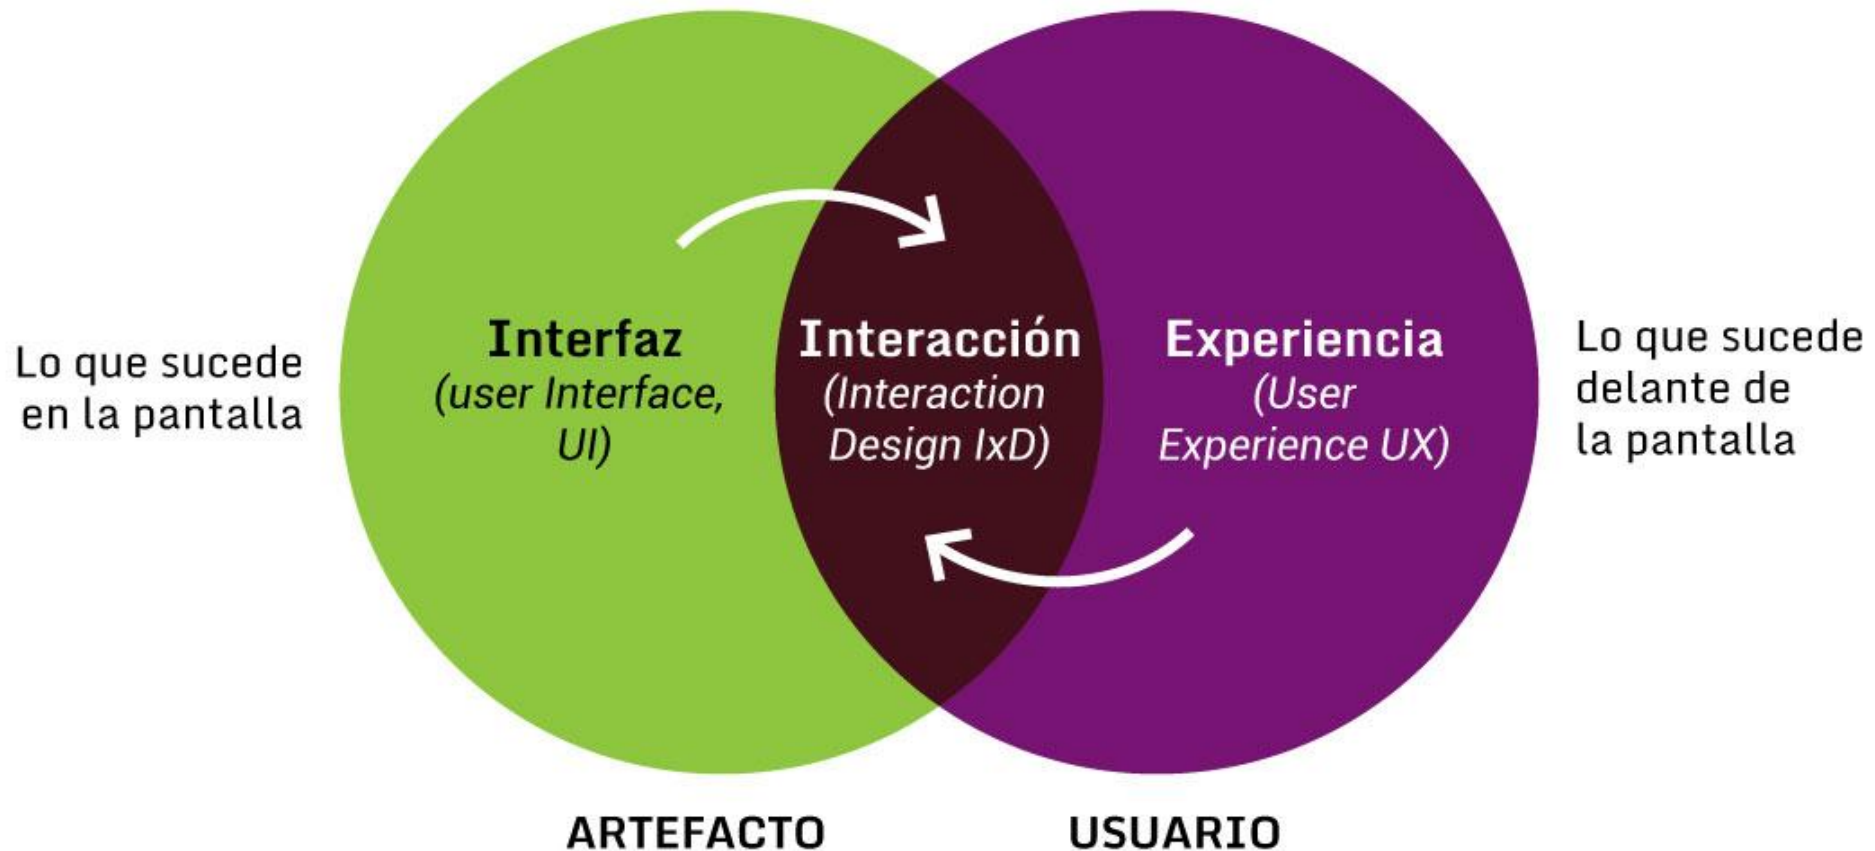 Lo que sucede
en la pantalla
Interfaz
(user Interface,
UI)
Interacción
(Interaction
Design IxD)
Experiencia
(User
Experience UX)
Lo que sucede
delante de
la pantalla
ARTEFACTO
USUARIO